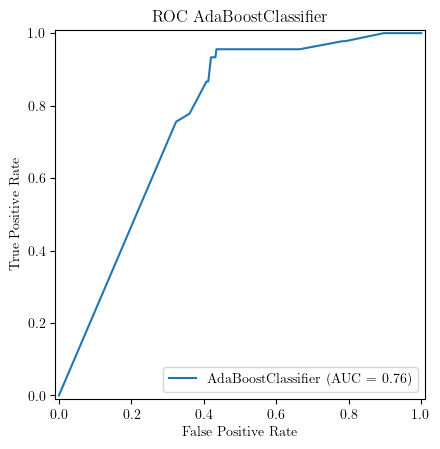 ROC AdaBoostClassifier
True Positive Rate
1.0
0.8
0.6
0.4
0.2
0.0
AdaBoostClassifier (AUC = 0.76)
0.0 0.2 0.4 0.6 0.8 1.0
False Positive Rate